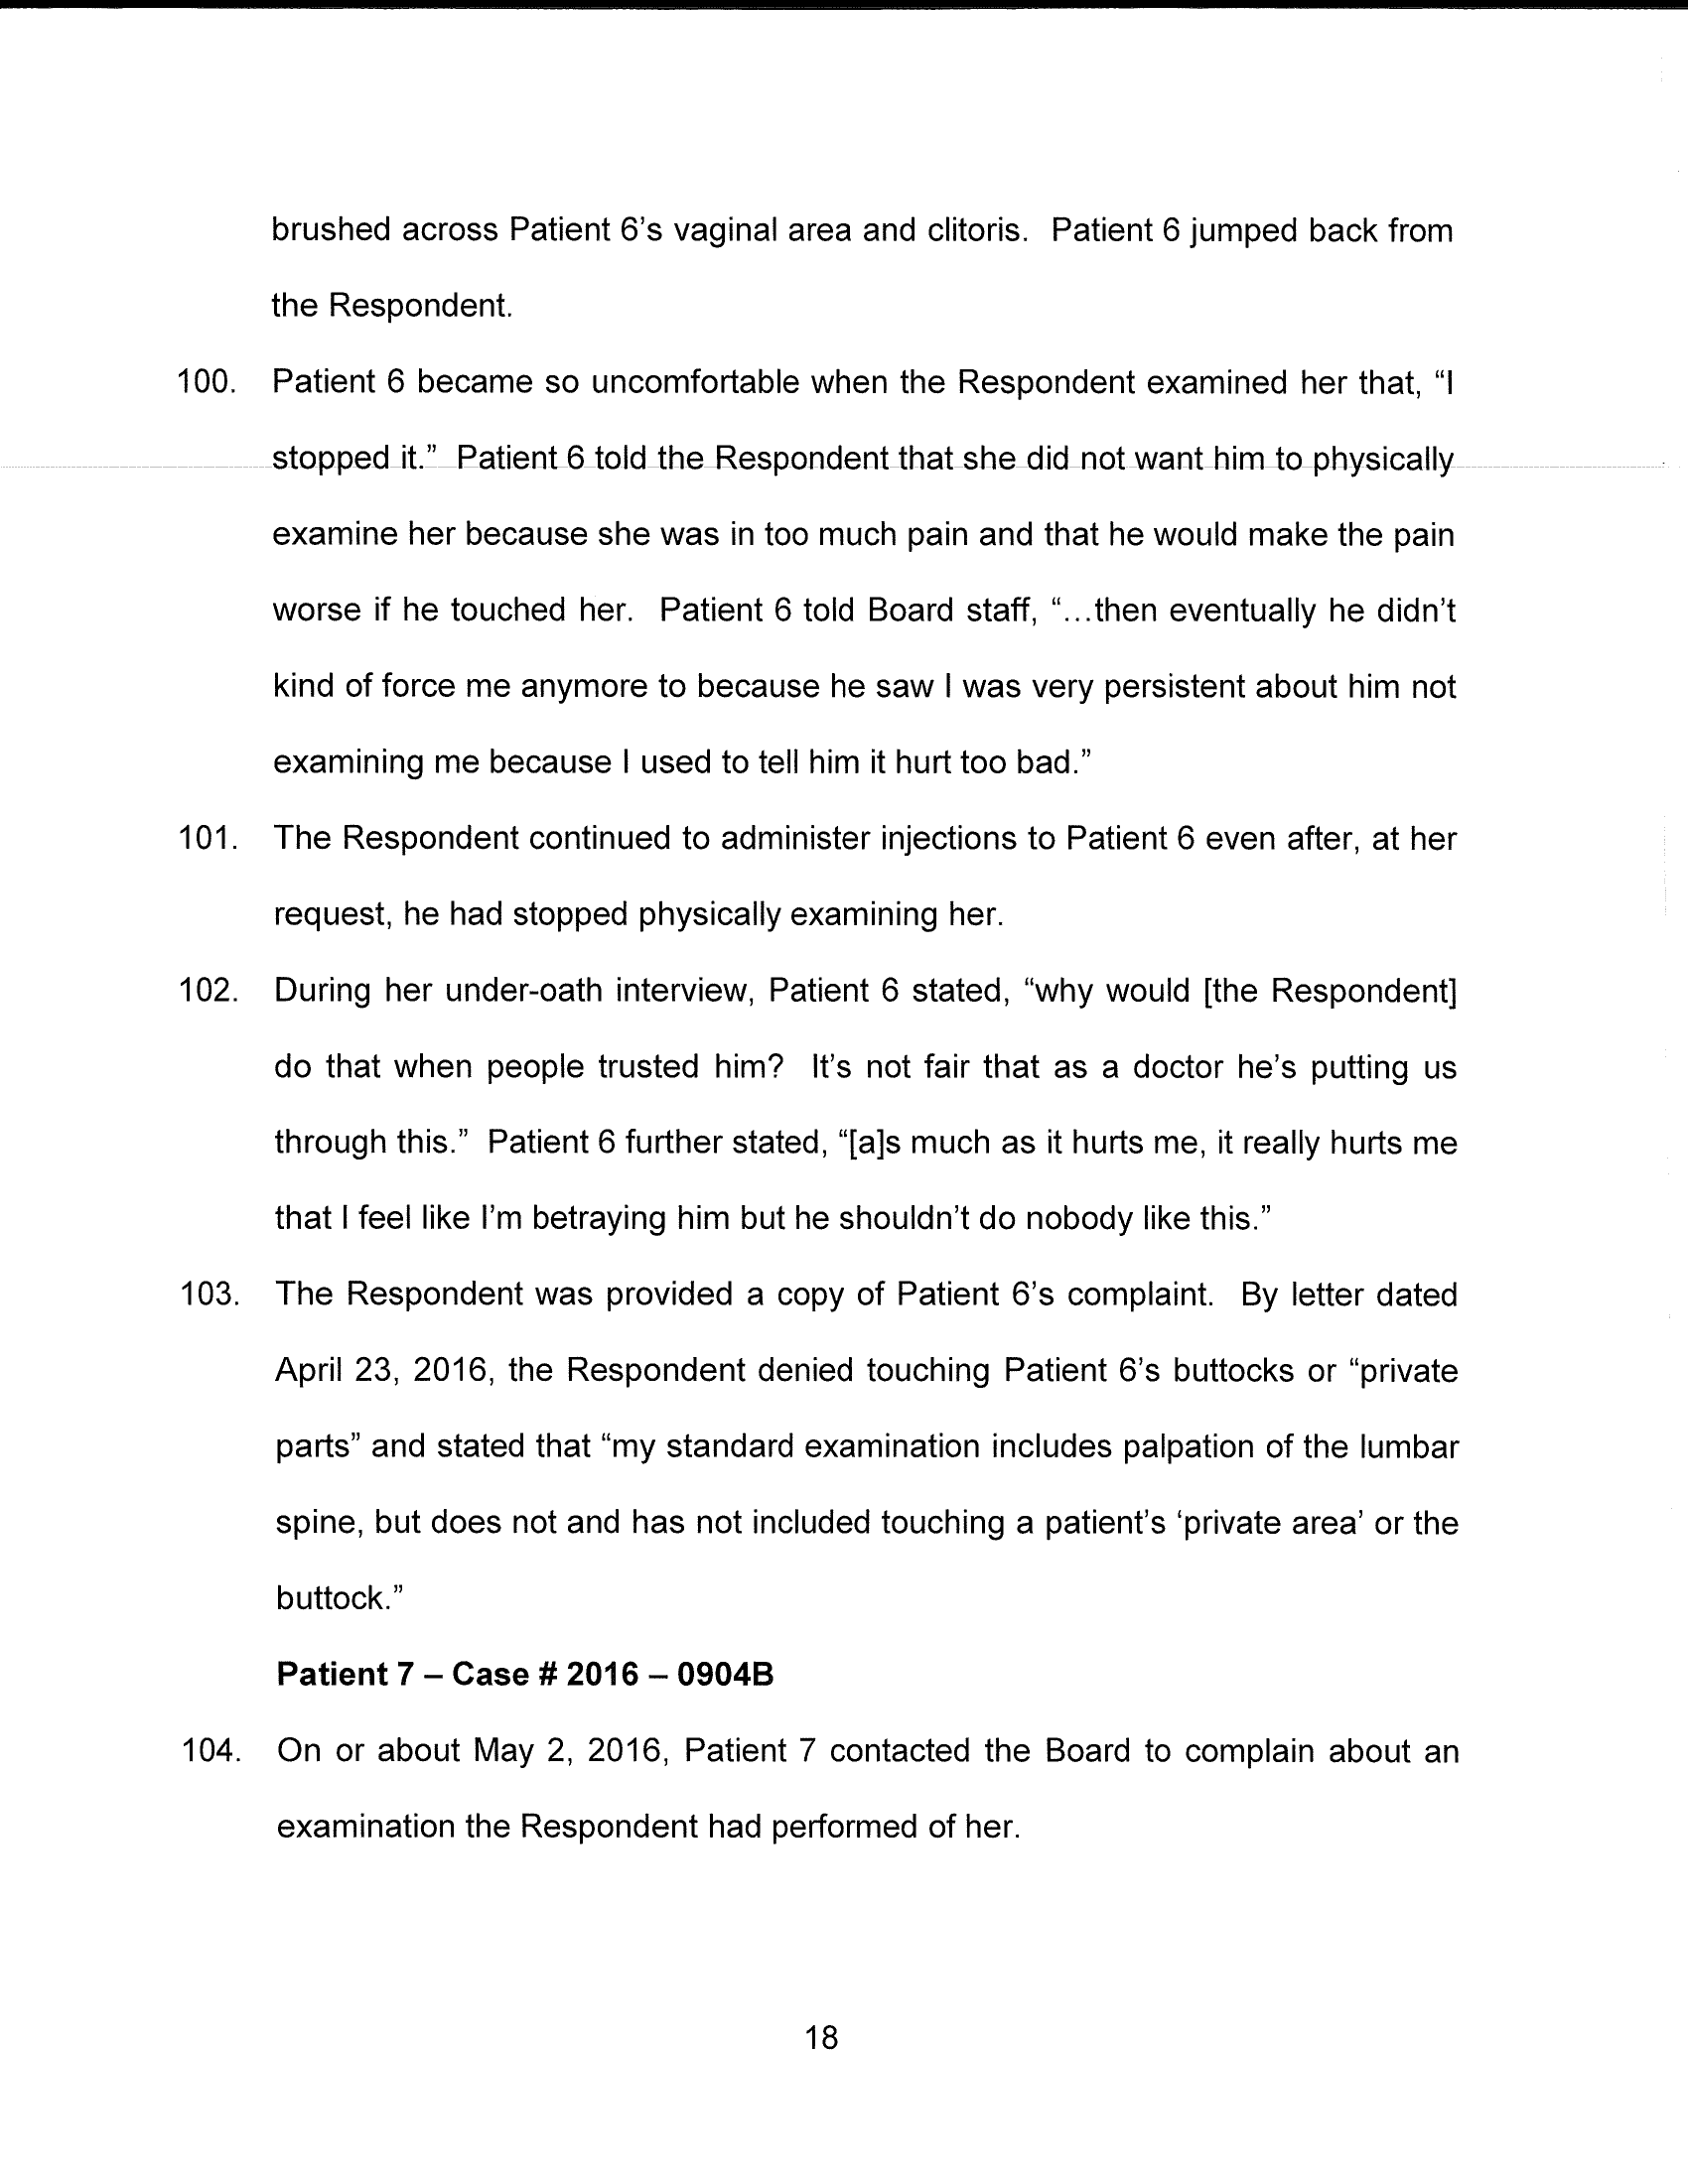 brushed across Patient 6's vaginal area and clitoris. Patient 6 jumped back from
the Respondent.
100. Patient 6 became so uncomfortable when the Respondent examined her that, “I
stopped it.” Patient 6 told the Respondent that she did not want him to physically
examine her because she was in too much pain and that he would make the pain
worse if he touched her. Patient 6 told Board staff, “…then eventually he didn’t
kind of force me anymore to because he saw I was very persistent about him not
examining me because I used to tell him it hurt too bad.”
101. The Respondent continued to administer injections to Patient 6 even after, at her
request, he had stopped physically examining her.
102. During her under-oath interview, Patient 6 stated, “why would [the Respondent]
do that when people trusted him? It’s not fair that as a doctor he’s putting us
through this.” Patient 6 further stated, “[a]s much as it hurts me, it really hurts me
that I feel like I’m betraying him but he shouldn’t do nobody like this.”
103. The Respondent was provided a copy of Patient 6’s complaint. By letter dated
April 23, 2016, the Respondent denied touching Patient 6’s buttocks or “private
parts” and stated that “my standard examination includes palpation of the lumbar
spine, but does not and has not included touching a patient’s ‘private area’ or the
buttock.”
Patient 7 – Case # 2016 – 0904B
104. On or about May 2, 2016, Patient 7 contacted the Board to complain about an
examination the Respondent had performed of her.
18